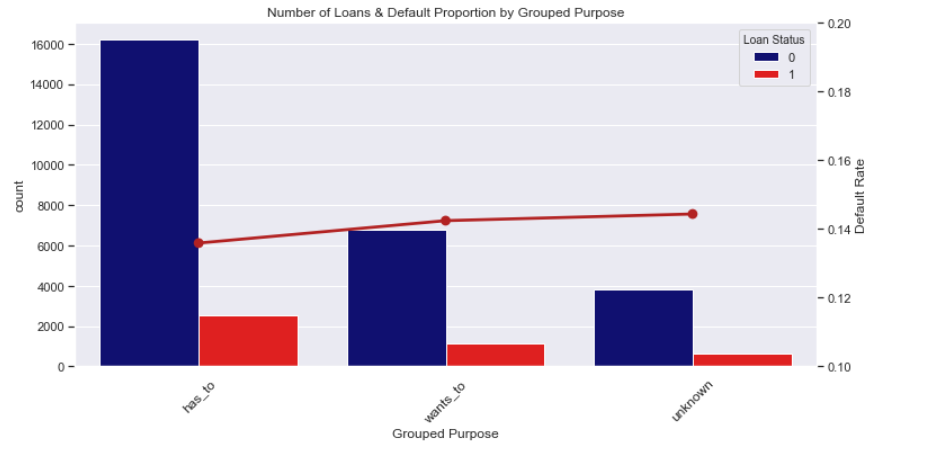 Number of Loans & Default Proportion by Grouped Purpose
16000
14000
12000
10000
8000
6000
4000
2000
0
count
Loan Status
0
1
0.20
0.18
0.16
0.14
0.12
0.10
Default Rate
has_to
wants_to
unknown
Grouped Purpose